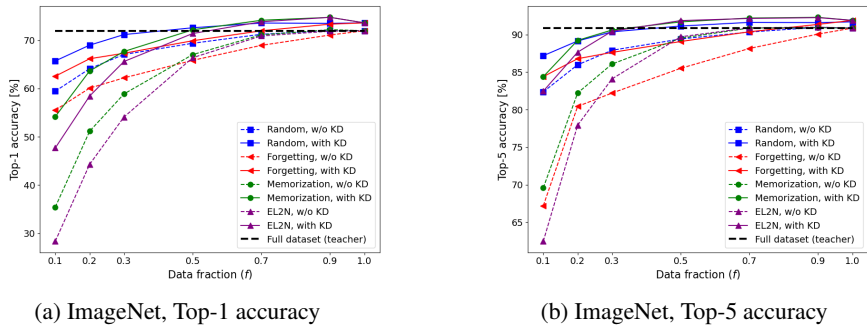 Top-1 accuracy [%]
70
60
50
40
30
0.1 0.2 0.3 0.5 0.7 0.9 1.0
Data fraction (f)
Random, w/o KD
Random, with KD
Forgetting, w/o KD
Forgetting, with KD
Memorization, w/o KD
Memorization, with KD
EL2N, w/o KD
EL2N, with KD
Full dataset (teacher)
(a) ImageNet, Top-1 accuracy
Top-5 accuracy [%]
90
85
80
75
70
65
0.1 0.2 0.3 0.5 0.7 0.9 1.0
Data fraction (f)
Random, w/o KD
Random, with KD
Forgetting, w/o KD
Forgetting, with KD
Memorization, w/o KD
Memorization, with KD
EL2N, w/o KD
EL2N, with KD
Full dataset (teacher)
(b) ImageNet, Top-5 accuracy